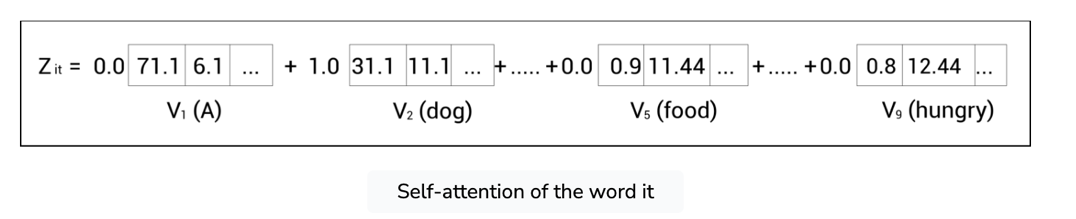 Zit = 0.0 71.1 6.1 ... + 1.0 31.1 11.1 ... +..... +0.0 0.9 11.44 ... +..... +0.0 0.8 12.44 ...
V1 (A) V2 (dog) V5 (food) V9 (hungry)
Self-attention of the word it